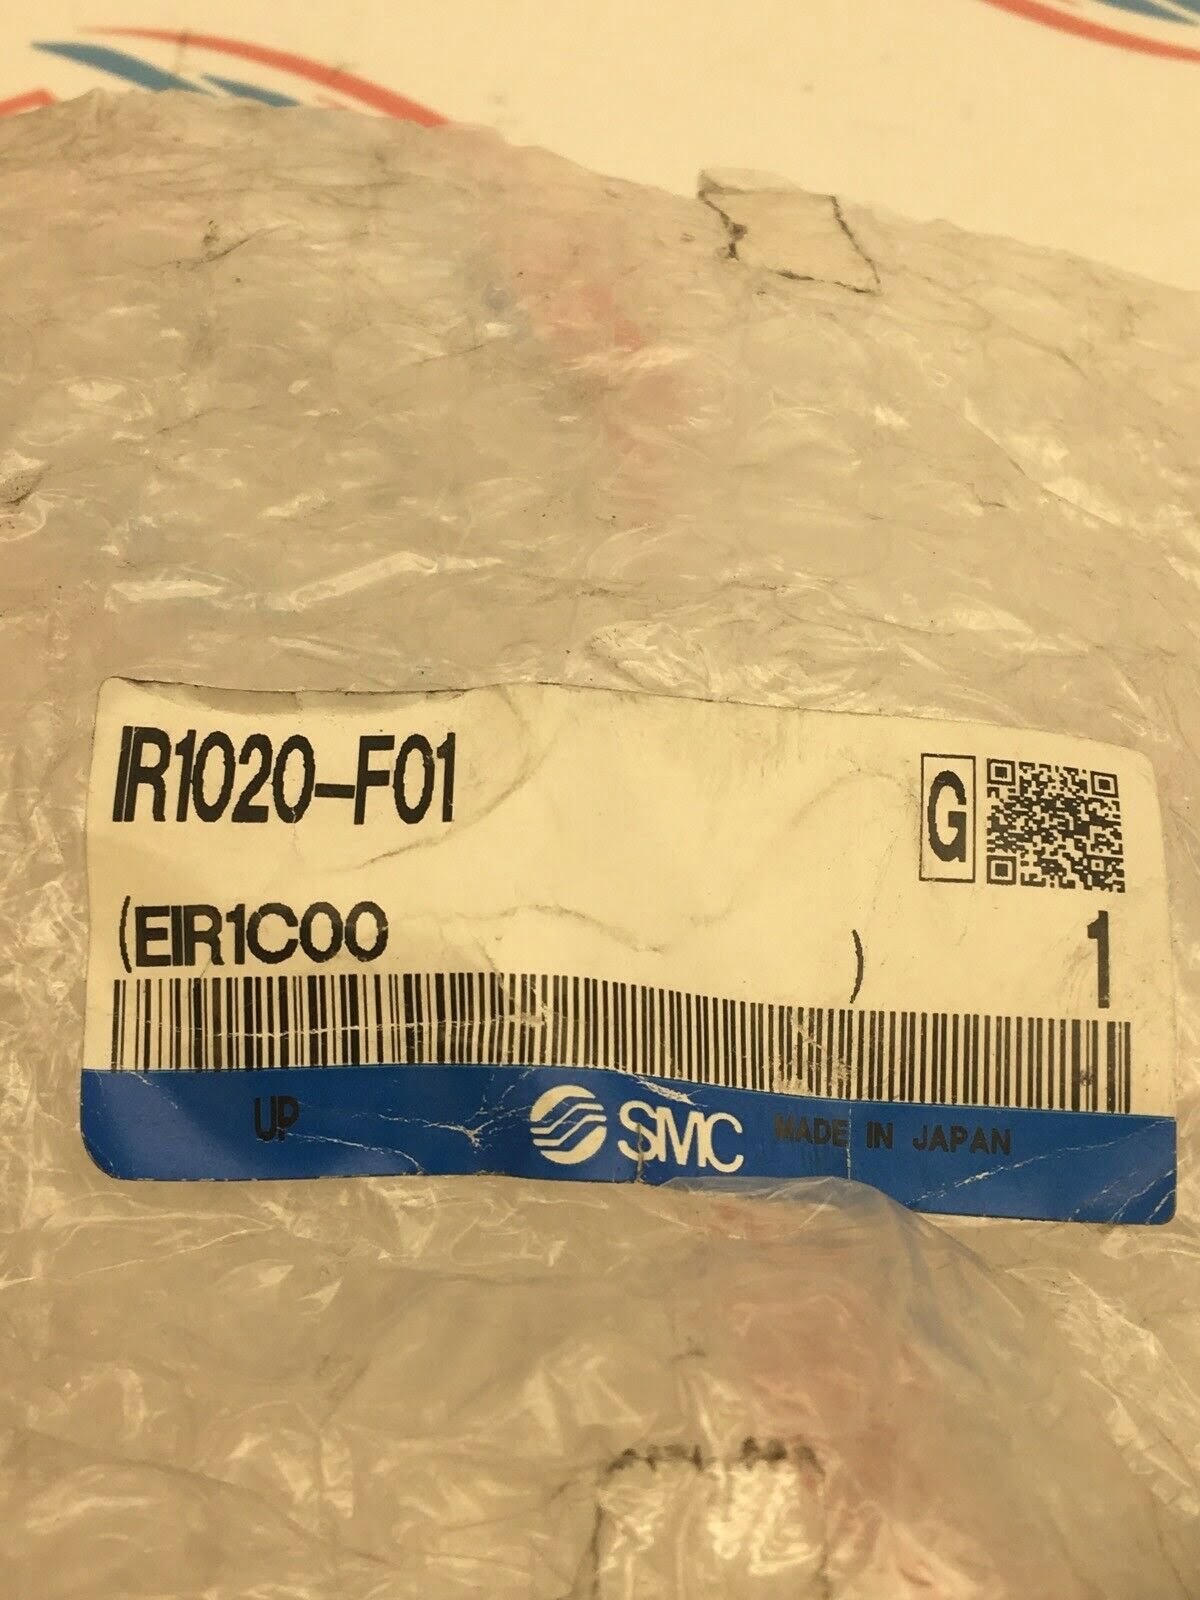 IR1020-F01
G
(EIR1C00 )
1
UP SMC MADE IN JAPAN